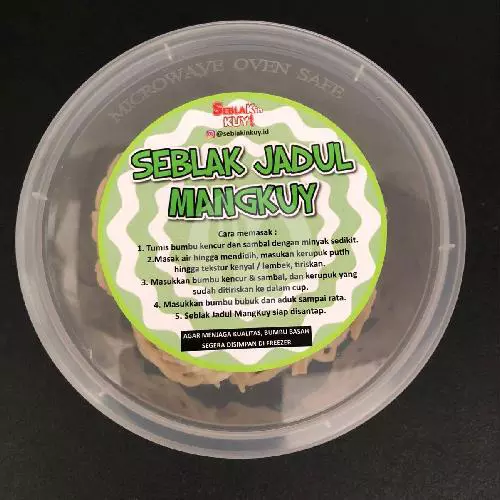 MICROWAVE OVEN SAFE
SEBLAK in
KUY!
@seblakinkuy.id
SEBLAK JADUL
MANGKUY
Cara memasak :
1. Tumis bumbu kencur dan sambal dengan minyak sedikit.
2.Masak air hingga mendidih, masukan kerupuk putih
hingga tekstur kenyal / lembek, tiriskan.
3. Masukkan bumbu kencur & sambal, dan kerupuk yang
sudah ditiriskan ke dalam cup.
4. Masukkan bumbu bubuk dan aduk sampai rata.
5. Seblak Jadul MangKuy siap disantap.
AGAR MENJAGA KUALITAS, BUMBU BASAH
SEGERA DISIMPAN DI FREEZER